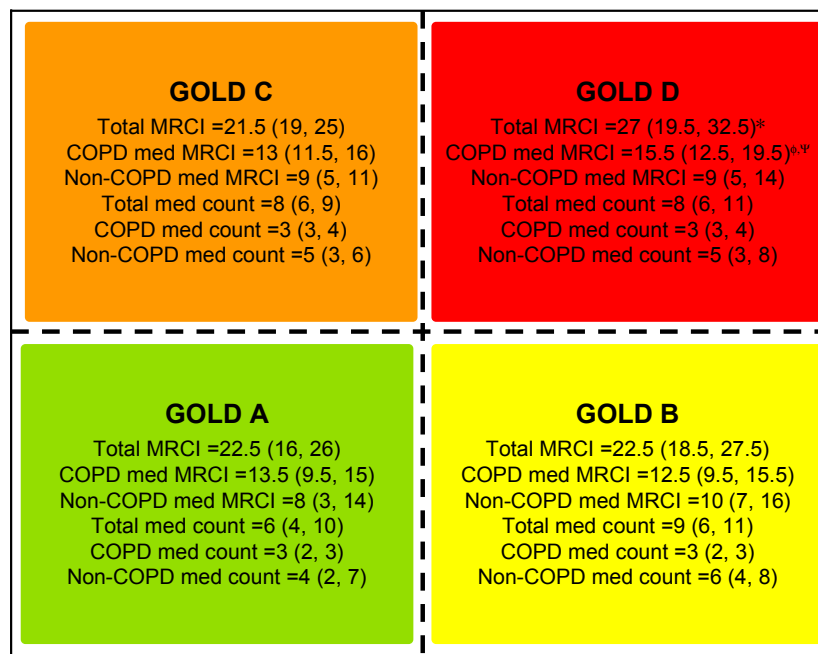 GOLD C
Total MRCI =21.5 (19, 25)
COPD med MRCI =13 (11.5, 16)
Non-COPD med MRCI =9 (5, 11)
Total med count =8 (6, 9)
COPD med count =3 (3, 4)
Non-COPD med count =5 (3, 6)
GOLD D
Total MRCI =27 (19.5, 32.5)*
COPD med MRCI =15.5 (12.5, 19.5)ᶲ,Ψ
Non-COPD med MRCI =9 (5, 14)
Total med count =8 (6, 11)
COPD med count =3 (3, 4)
Non-COPD med count =5 (3, 8)
GOLD A
Total MRCI =22.5 (16, 26)
COPD med MRCI =13.5 (9.5, 15)
Non-COPD med MRCI =8 (3, 14)
Total med count =6 (4, 10)
COPD med count =3 (2, 3)
Non-COPD med count =4 (2, 7)
GOLD B
Total MRCI =22.5 (18.5, 27.5)
COPD med MRCI =12.5 (9.5, 15.5)
Non-COPD med MRCI =10 (7, 16)
Total med count =9 (6, 11)
COPD med count =3 (2, 3)
Non-COPD med count =6 (4, 8)